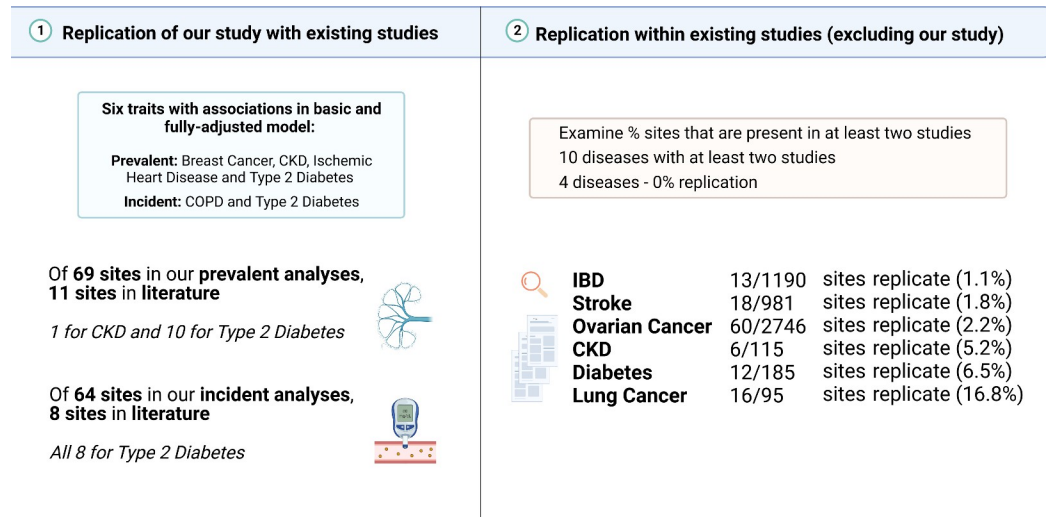 1 Replication of our study with existing studies
Six traits with associations in basic and
fully-adjusted model:
Prevalent: Breast Cancer, CKD, Ischemic
Heart Disease and Type 2 Diabetes
Incident: COPD and Type 2 Diabetes
Of 69 sites in our prevalent analyses,
11 sites in literature
1 for CKD and 10 for Type 2 Diabetes
Of 64 sites in our incident analyses,
8 sites in literature
All 8 for Type 2 Diabetes
2 Replication within existing studies (excluding our study)
Examine % sites that are present in at least two studies
10 diseases with at least two studies
4 diseases - 0% replication
IBD 13/1190 sites replicate (1.1%)
Stroke 18/981 sites replicate (1.8%)
Ovarian Cancer 60/2746 sites replicate (2.2%)
CKD 6/115 sites replicate (5.2%)
Diabetes 12/185 sites replicate (6.5%)
Lung Cancer 16/95 sites replicate (16.8%)